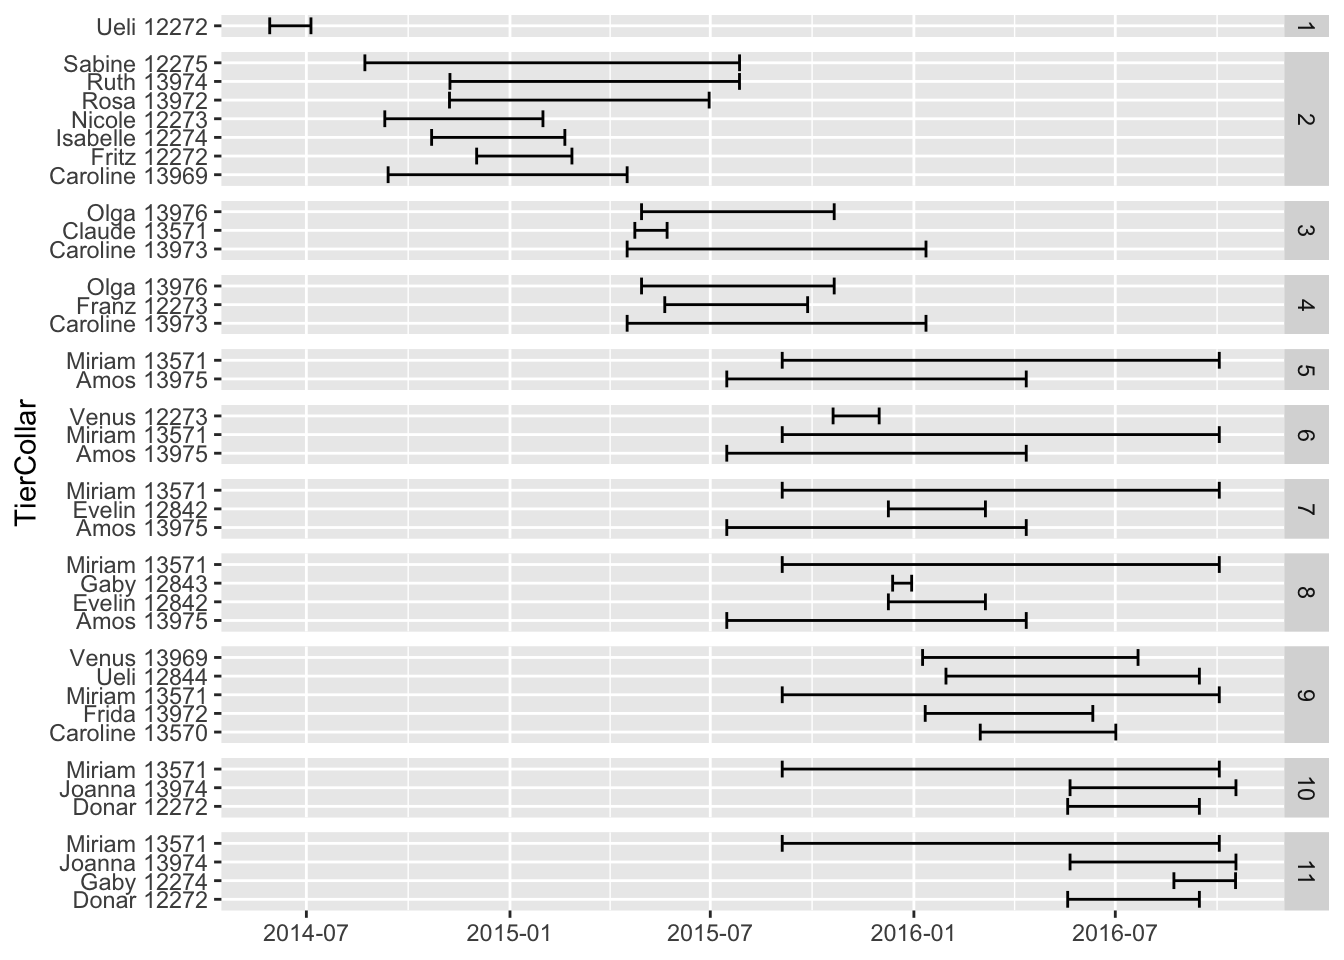 Ueli 12272
1
Sabine 12275
Ruth 13974
Rosa 13972
Nicole 12273
Isabelle 12274
Fritz 12272
Caroline 13969
2
Olga 13976
Claude 13571
Caroline 13973
3
Olga 13976
Franz 12273
Caroline 13973
4
Miriam 13571
Amos 13975
5
Venus 12273
Miriam 13571
Amos 13975
6
Miriam 13571
Evelin 12842
Amos 13975
7
Miriam 13571
Gaby 12843
Evelin 12842
Amos 13975
8
Venus 13969
Ueli 12844
Miriam 13571
Frida 13972
Caroline 13570
9
Miriam 13571
Joanna 13974
Donar 12272
10
Miriam 13571
Joanna 13974
Gaby 12274
Donar 12272
11
TierCollar
2014-07 2015-01 2015-07 2016-01 2016-07